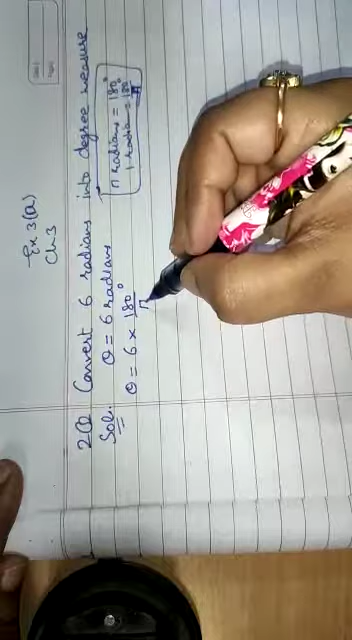 Ex 3(a)
Ch 3
2Q Convert 6 radians into degree measure
Sol: θ = 6 radians
π radians = 180°
1 radian = 180°/π
θ = 6 × 180°/π